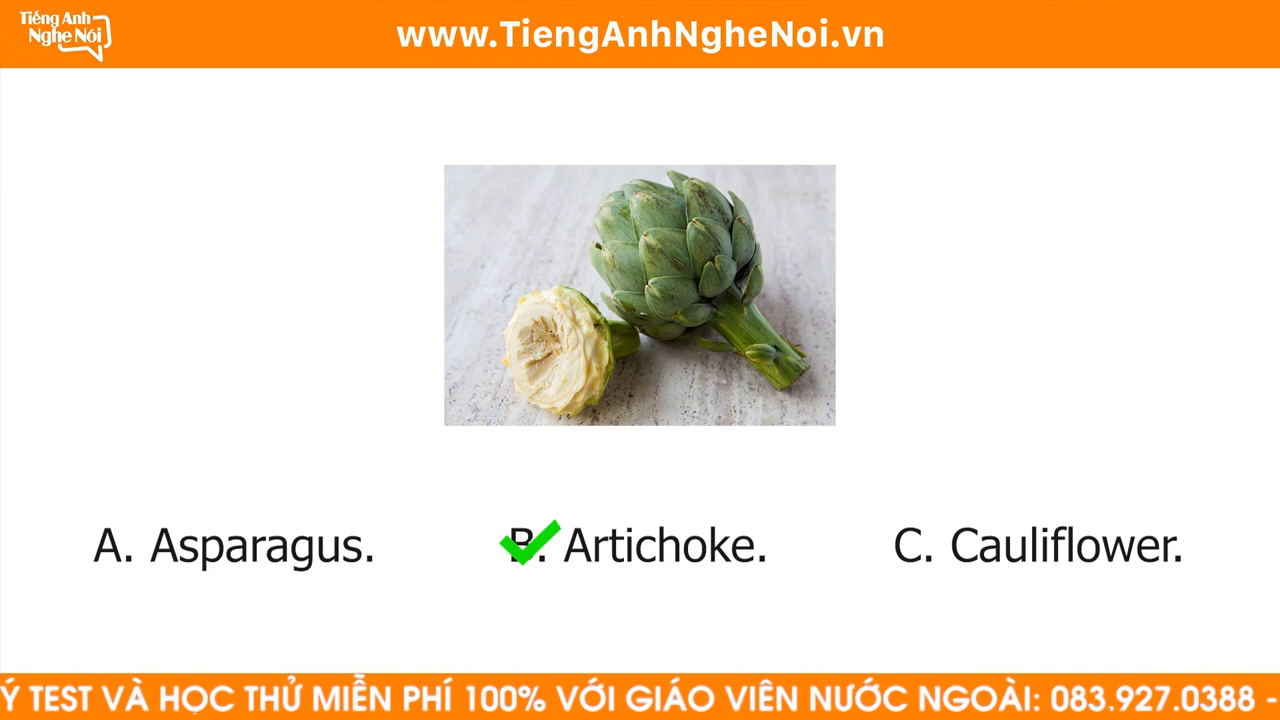 Tiếng Anh
Nghe Nói
www.TiengAnhNgheNoi.vn
A. Asparagus.
B. Artichoke.
C. Cauliflower.
Ý TEST VÀ HỌC THỬ MIỄN PHÍ 100% VỚI GIÁO VIÊN NƯỚC NGOÀI: 083.927.0388 -